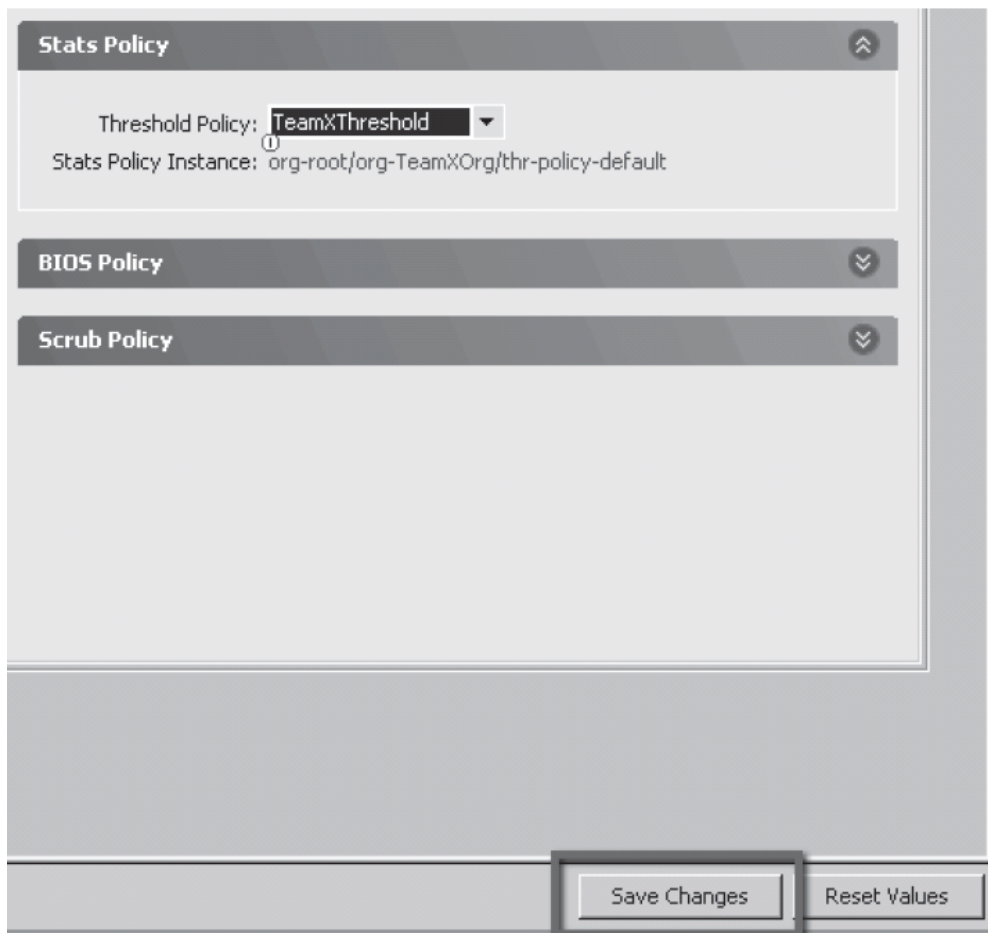 Stats Policy
Threshold Policy: TeamXThreshold
Stats Policy Instance: org-root/org-TeamXOrg/thr-policy-default
BIOS Policy
Scrub Policy
Save Changes
Reset Values